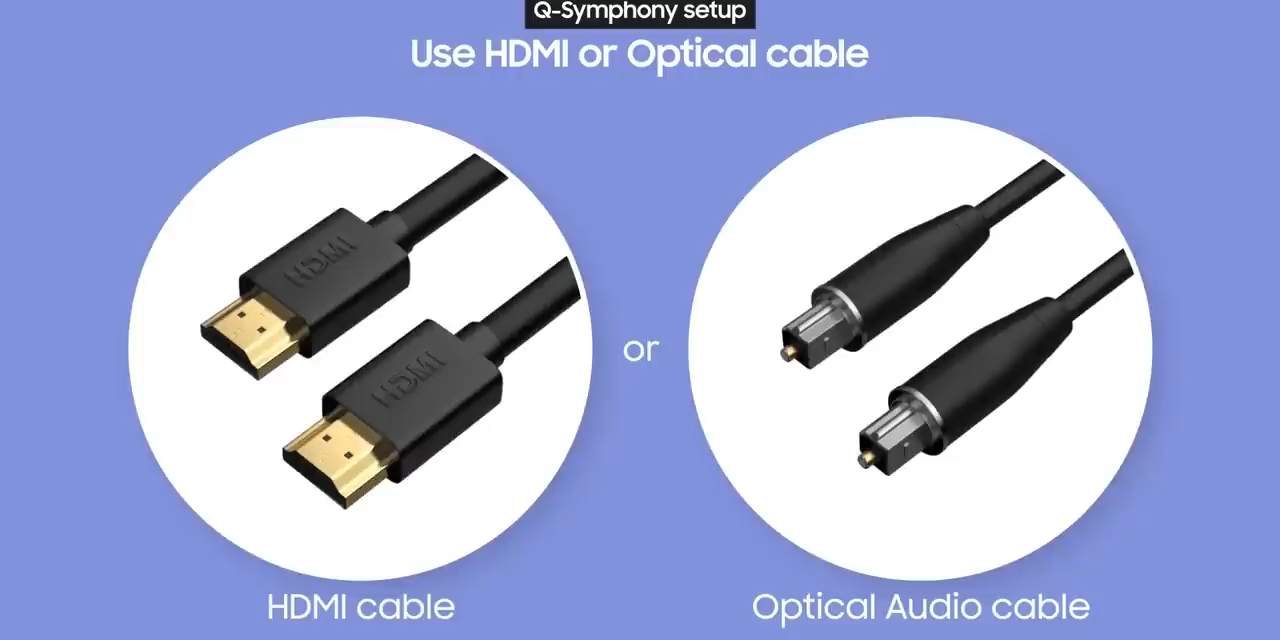 Q-Symphony setup
Use HDMI or Optical cable
HDMI
HDMI
or
HDMI cable
Optical Audio cable